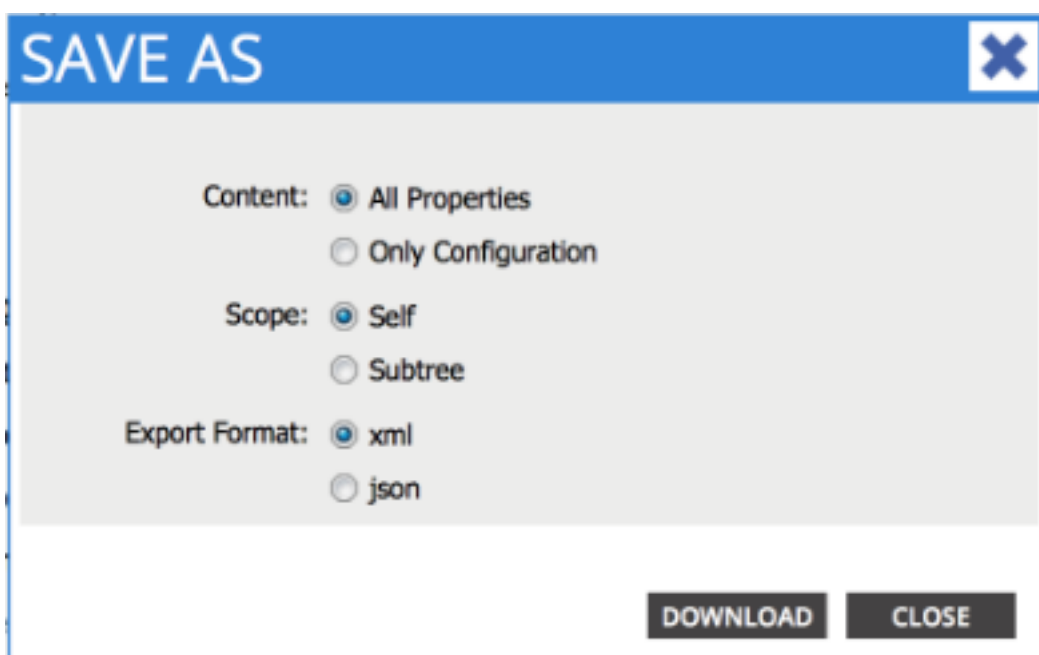 SAVE AS
Content: All Properties
Only Configuration
Scope: Self
Subtree
Export Format: xml
json
DOWNLOAD CLOSE